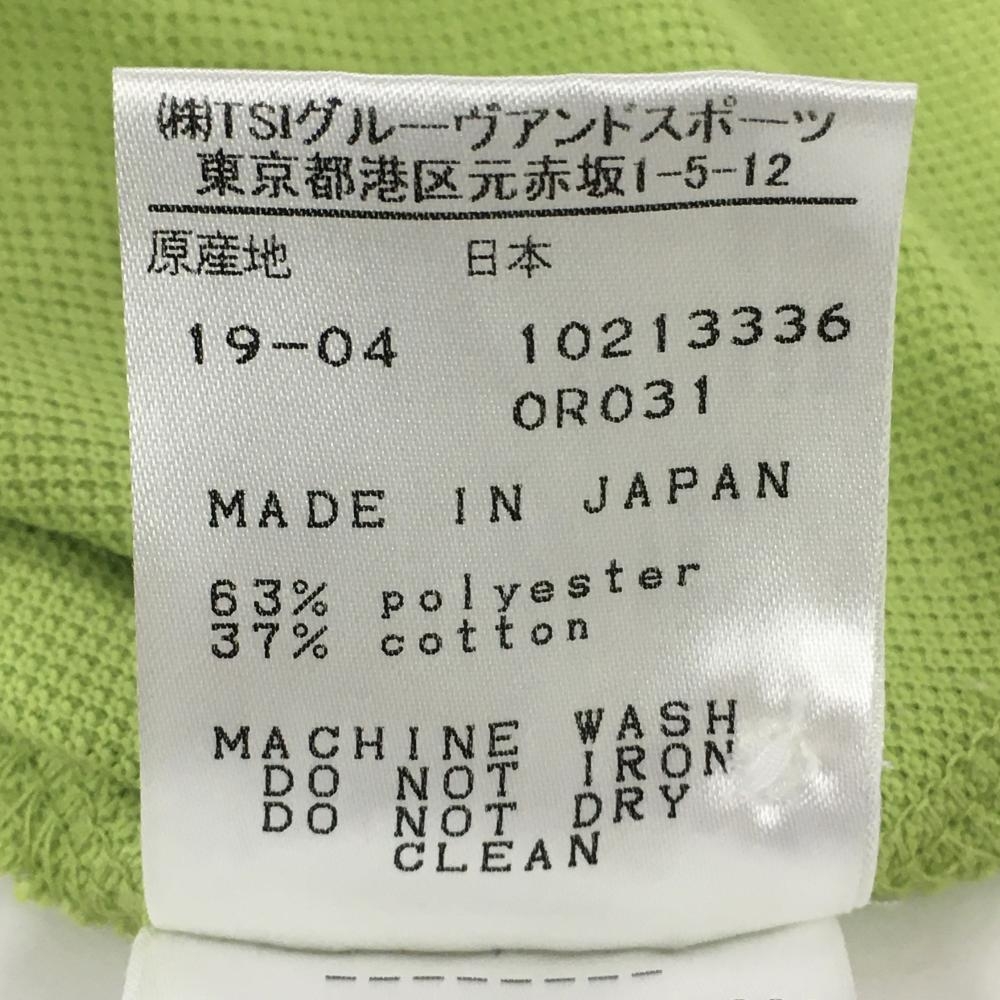 ㈱TSIグルーヴアンドスポーツ
東京都港区元赤坂1-5-12
原産地 日本
19-04 10213336
0R031
MADE IN JAPAN
63% polyester
37% cotton
MACHINE WASH
DO NOT IRON
DO NOT DRY
CLEAN